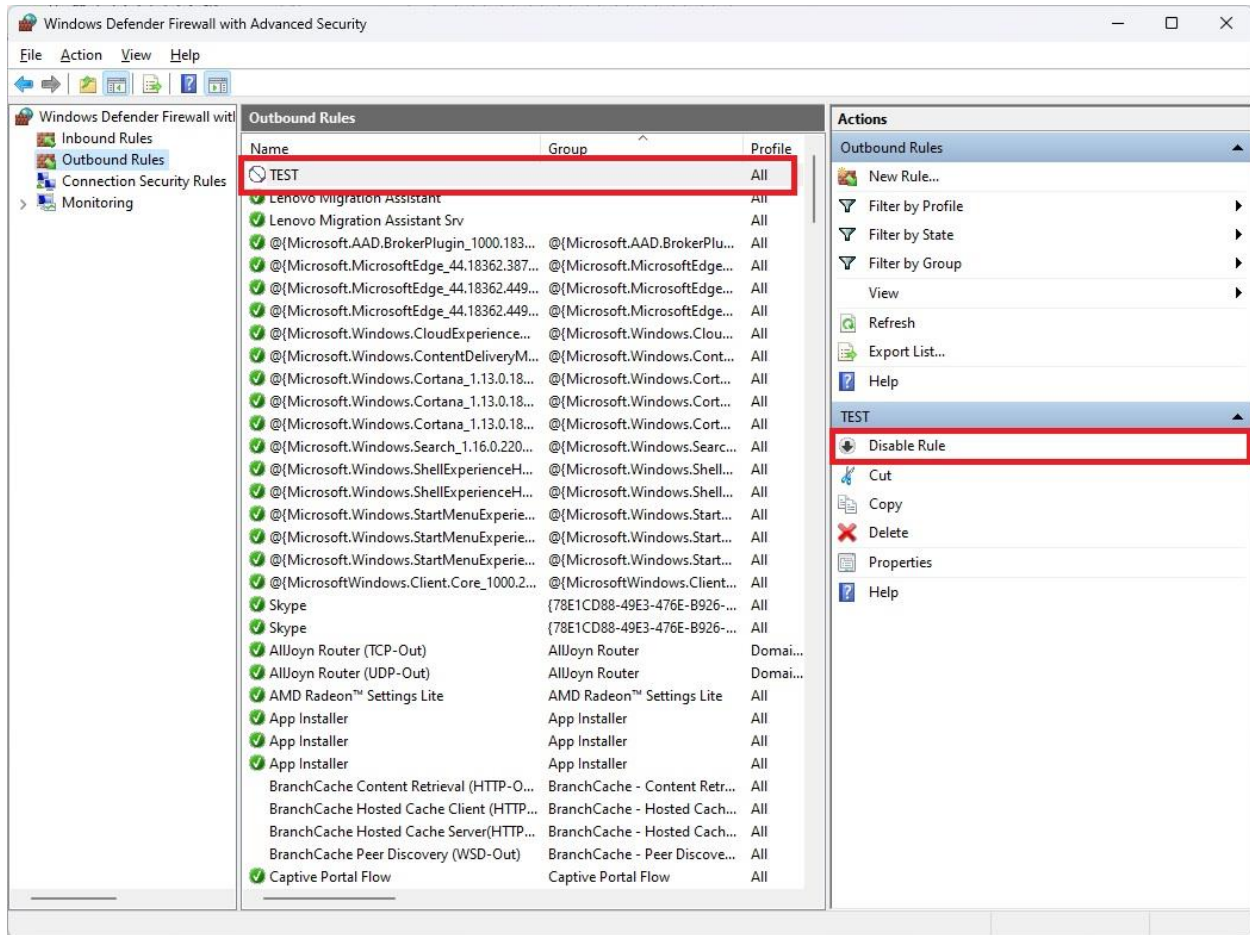 Windows Defender Firewall with Advanced Security
File Action View Help
Windows Defender Firewall witl
Inbound Rules
Outbound Rules
Connection Security Rules
Monitoring
Outbound Rules
Name Group Profile
TEST All
Lenovo Migration Assistant All
Lenovo Migration Assistant Srv All
@{Microsoft.AAD.BrokerPlugin_1000.183... @{Microsoft.AAD.BrokerPlu... All
@{Microsoft.MicrosoftEdge_44.18362.387... @{Microsoft.MicrosoftEdge... All
@{Microsoft.MicrosoftEdge_44.18362.449... @{Microsoft.MicrosoftEdge... All
@{Microsoft.MicrosoftEdge_44.18362.449... @{Microsoft.MicrosoftEdge... All
@{Microsoft.Windows.CloudExperience... @{Microsoft.Windows.Clou... All
@{Microsoft.Windows.ContentDeliveryM... @{Microsoft.Windows.Cont... All
@{Microsoft.Windows.Cortana_1.13.0.18... @{Microsoft.Windows.Cort... All
@{Microsoft.Windows.Cortana_1.13.0.18... @{Microsoft.Windows.Cort... All
@{Microsoft.Windows.Cortana_1.13.0.18... @{Microsoft.Windows.Cort... All
@{Microsoft.Windows.Search_1.16.0.220... @{Microsoft.Windows.Searc... All
@{Microsoft.Windows.ShellExperienceH... @{Microsoft.Windows.Shell... All
@{Microsoft.Windows.ShellExperienceH... @{Microsoft.Windows.Shell... All
@{Microsoft.Windows.StartMenuExperie... @{Microsoft.Windows.Start... All
@{Microsoft.Windows.StartMenuExperie... @{Microsoft.Windows.Start... All
@{Microsoft.Windows.StartMenuExperie... @{Microsoft.Windows.Start... All
@{MicrosoftWindows.Client.Core_1000.2... @{MicrosoftWindows.Client... All
Skype {78E1CD88-49E3-476E-B926-... All
Skype {78E1CD88-49E3-476E-B926-... All
AllJoyn Router (TCP-Out) AllJoyn Router Domai...
AllJoyn Router (UDP-Out) AllJoyn Router Domai...
AMD Radeon™ Settings Lite AMD Radeon™ Settings Lite All
App Installer App Installer All
App Installer App Installer All
App Installer App Installer All
BranchCache Content Retrieval (HTTP-O... BranchCache - Content Retr... All
BranchCache Hosted Cache Client (HTTP... BranchCache - Hosted Cach... All
BranchCache Hosted Cache Server(HTTP... BranchCache - Hosted Cach... All
BranchCache Peer Discovery (WSD-Out) BranchCache - Peer Discove... All
Captive Portal Flow Captive Portal Flow All
Actions
Outbound Rules
New Rule...
Filter by Profile
Filter by State
Filter by Group
View
Refresh
Export List...
Help
TEST
Disable Rule
Cut
Copy
Delete
Properties
Help